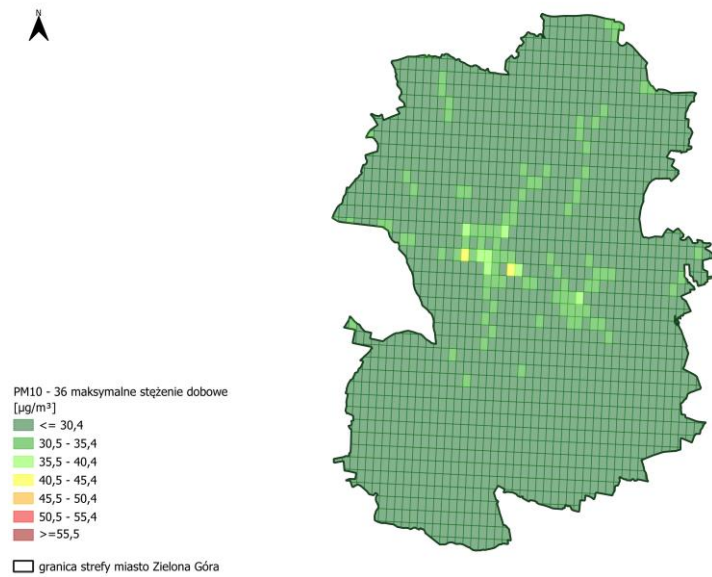 N
PM10 - 36 maksymalne stężenie dobowe
[µg/m³]
<= 30,4
30,5 - 35,4
35,5 - 40,4
40,5 - 45,4
45,5 - 50,4
50,5 - 55,4
>=55,5
granica strefy miasto Zielona Góra